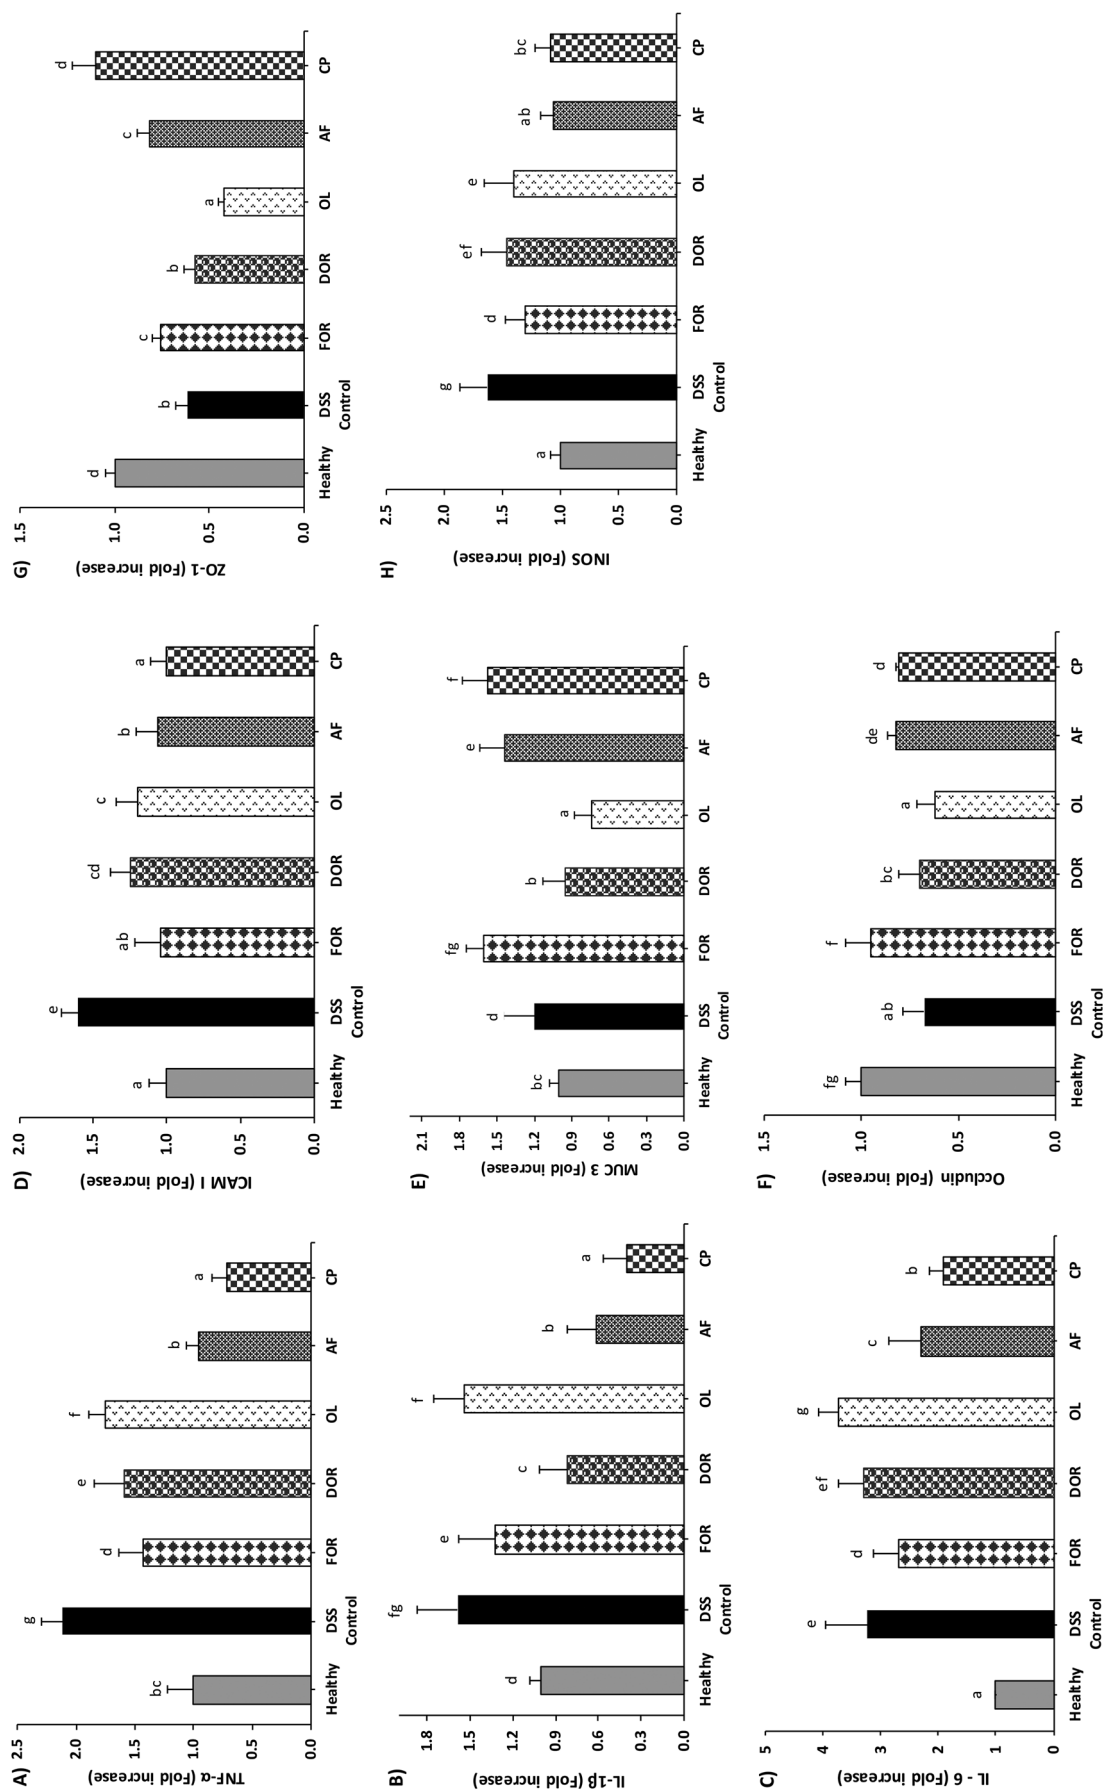 A)
TNF-α (Fold increase)
2.5
2.0
1.5
1.0
0.5
0.0
bc
g
d
e
f
b
a
Healthy
DSS
Control
FOR
DOR
OL
AF
CP
B)
IL-1β (Fold increase)
1.8
1.5
1.2
0.9
0.6
0.3
0.0
d
fg
e
c
f
b
a
Healthy
DSS
Control
FOR
DOR
OL
AF
CP
C)
IL - 6 (Fold increase)
5
4
3
2
1
0
a
e
d
ef
g
c
b
Healthy
DSS
Control
FOR
DOR
OL
AF
CP
D)
ICAM I (Fold increase)
2.0
1.5
1.0
0.5
0.0
a
e
ab
cd
c
b
a
Healthy
DSS
Control
FOR
DOR
OL
AF
CP
E)
MUC 3 (Fold increase)
2.1
1.8
1.5
1.2
0.9
0.6
0.3
0.0
bc
d
fg
b
a
e
f
Healthy
DSS
Control
FOR
DOR
OL
AF
CP
F)
Occludin (Fold increase)
1.5
1.0
0.5
0.0
fg
ab
f
bc
a
de
d
Healthy
DSS
Control
FOR
DOR
OL
AF
CP
G)
ZO-1 (Fold increase)
1.5
1.0
0.5
0.0
d
b
c
b
a
c
d
Healthy
DSS
Control
FOR
DOR
OL
AF
CP
H)
INOS (Fold increase)
2.5
2.0
1.5
1.0
0.5
0.0
a
g
d
ef
e
ab
bc
Healthy
DSS
Control
FOR
DOR
OL
AF
CP